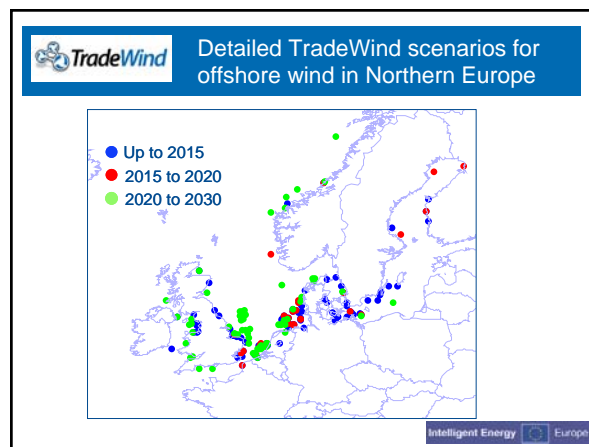 TradeWind
Detailed TradeWind scenarios for
offshore wind in Northern Europe
Up to 2015
2015 to 2020
2020 to 2030
Intelligent Energy Europe